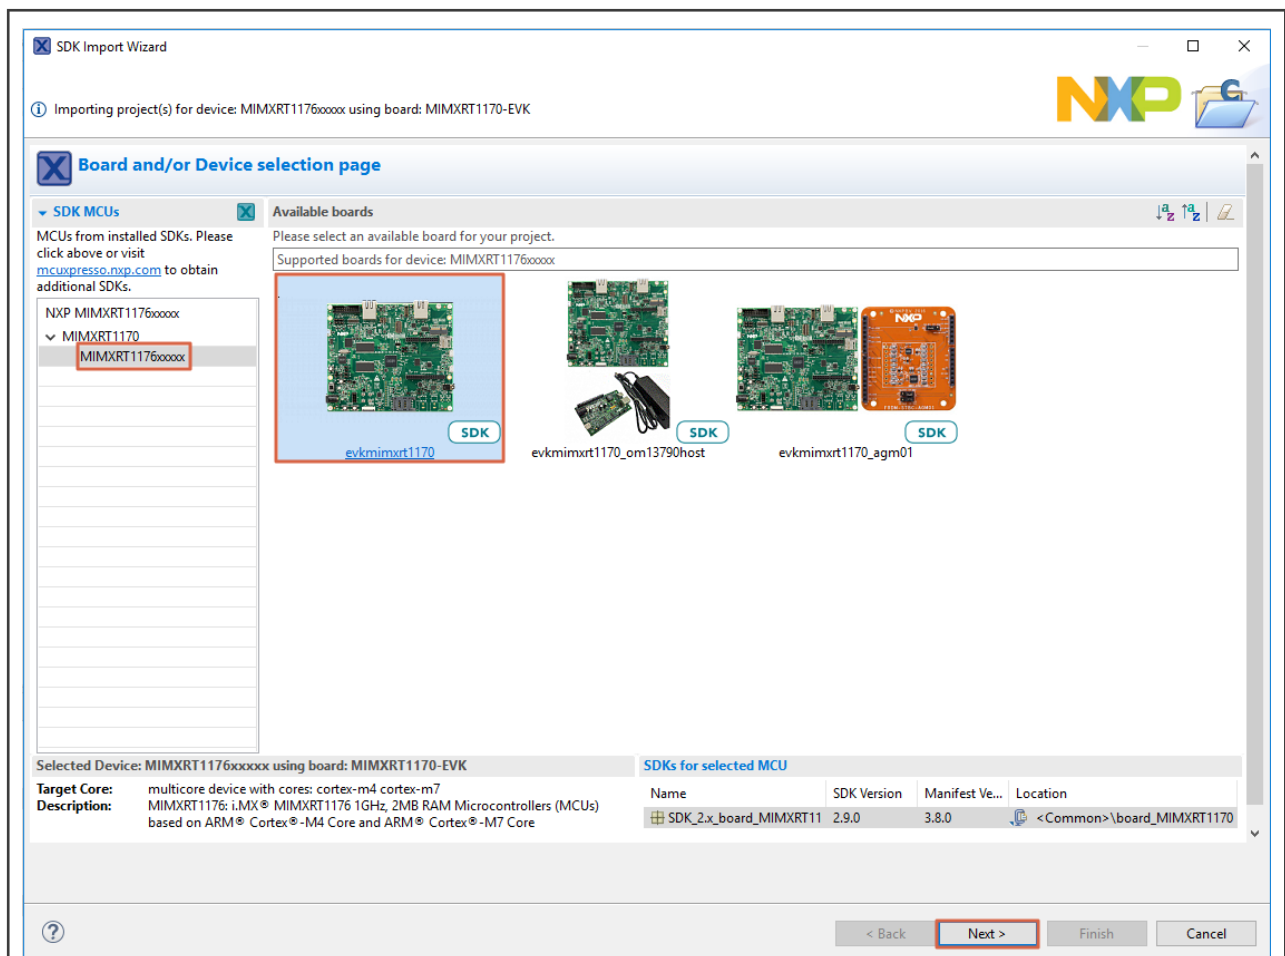 SDK Import Wizard
Importing project(s) for device: MIMXRT1176xxxxx using board: MIMXRT1170-EVK
NXP
C
Board and/or Device selection page
SDK MCUs
MCUs from installed SDKs. Please
click above or visit
mcuxpresso.nxp.com to obtain
additional SDKs.
NXP MIMXRT1176xxxxx
MIMXRT1170
MIMXRT1176xxxxx
Available boards
Please select an available board for your project.
Supported boards for device: MIMXRT1176xxxxx
SDK
evkmimxrt1170
SDK
evkmimxrt1170_om13790host
NXP
SDK
evkmimxrt1170_agm01
Selected Device: MIMXRT1176xxxxx using board: MIMXRT1170-EVK
Target Core: multicore device with cores: cortex-m4 cortex-m7
Description: MIMXRT1176: i.MX® MIMXRT1176 1GHz, 2MB RAM Microcontrollers (MCUs)
based on ARM® Cortex®-M4 Core and ARM® Cortex®-M7 Core
SDKs for selected MCU
Name SDK Version Manifest Ve... Location
SDK_2.x_board_MIMXRT11 2.9.0 3.8.0 <Common>\board_MIMXRT1170
< Back Next > Finish Cancel